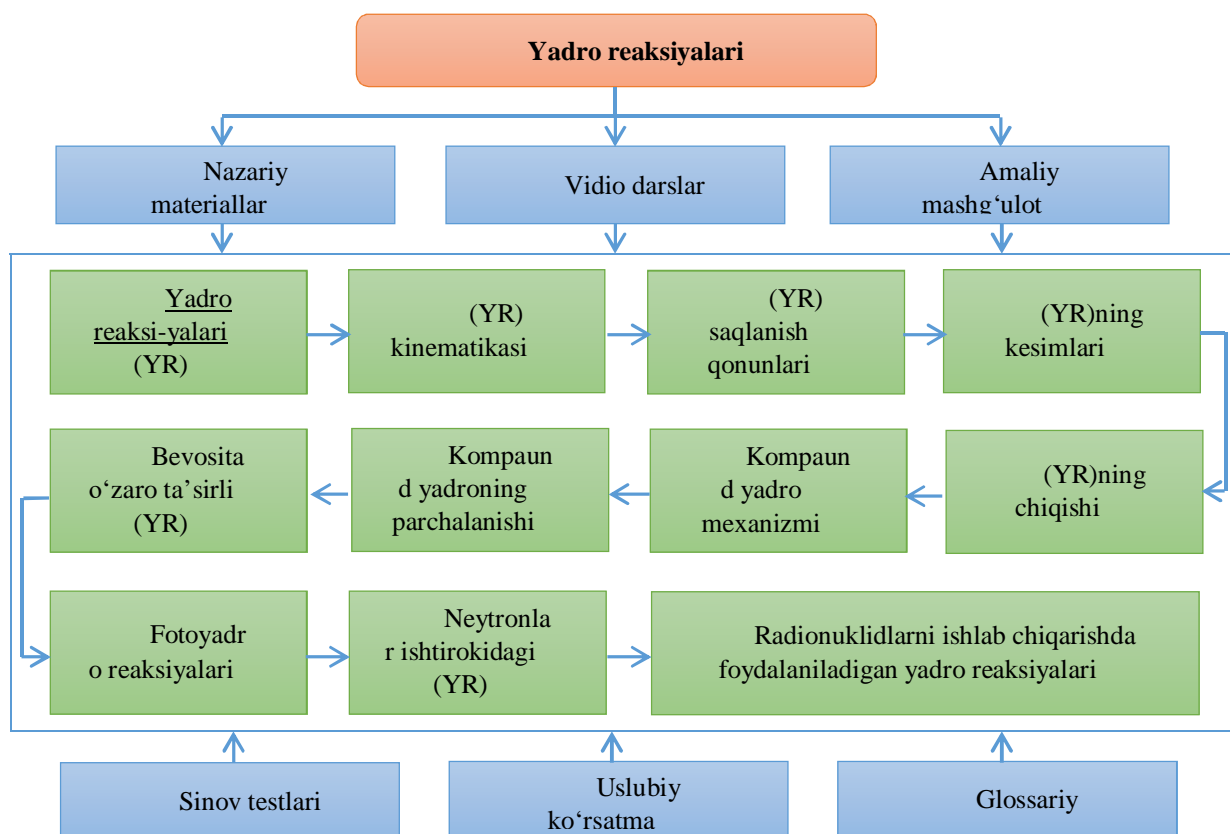 Yadro reaksiyalari
Nazariy
materiallar
Vidio darslar
Amaliy
mashg‘ulot
Yadro
reaksi-yalari
(YR)
(YR)
kinematikasi
(YR)
saqlanish
qonunlari
(YR)ning
kesimlari
Bevosita
o‘zaro ta’sirli
(YR)
Kompaun
d yadroning
parchalanishi
Kompaun
d yadro
mexanizmi
(YR)ning
chiqishi
Fotoyadr
o reaksiyalari
Neytronla
r ishtirokidagi
(YR)
Radionuklidlarni ishlab chiqarishda
foydalaniladigan yadro reaksiyalari
Sinov testlari
Uslubiy
ko‘rsatma
Glossariy